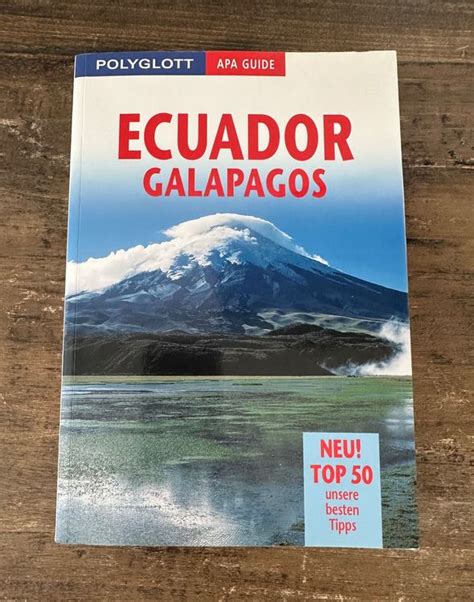 POLYGLOTT APA GUIDE
ECUADOR
GALAPAGOS
NEU!
TOP 50
unsere
besten
Tipps